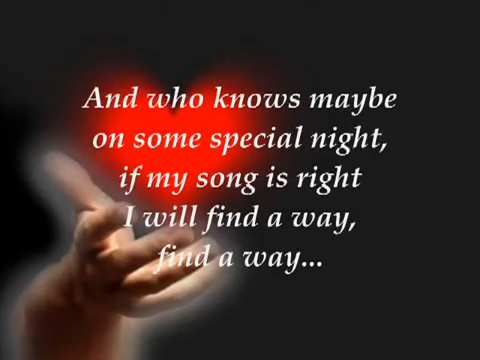 And who knows maybe
on some special night,
if my song is right
I will find a way,
find a way...